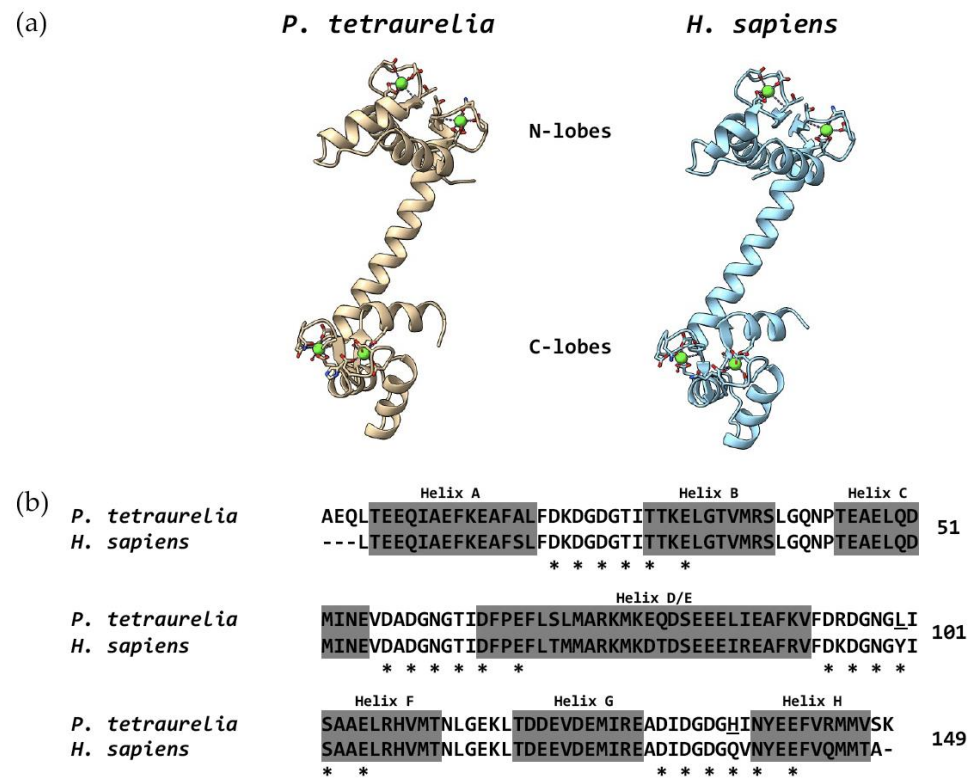 (a)
P. tetraurelia H. sapiens
N-lobes
C-lobes
(b)
Helix A Helix B Helix C
P. tetraurelia AEQLTEEQIAEFKEAFALFDKDGDGTITTKELGTVMRSLGQNPTEAELQD 51
H. sapiens ---LTEEQIAEFKEAFSLFDKDGDGTITTKELGTVMRSLGQNPTEAELQD
* * * * * *
Helix D/E
P. tetraurelia MINEVDADGNGTIDFPEFLSLMARKMKEQDSEEELIEAFKVFDRDGNGLI 101
H. sapiens MINEVDADGNGTIDFPEFLTMMARKMKDTDSEEEIREAFRVFDKDGNGYI
* * * * * * * * * *
Helix F Helix G Helix H
P. tetraurelia SAAELRHVMTNLGEKLTDDEVDEMIREADIDGDGHINYEEFVRMMVSK 149
H. sapiens SAAELRHVMTNLGEKLTDDEVDEMIREADIDGDGQVNYEEFVQMMTA-
* * * * * * * *